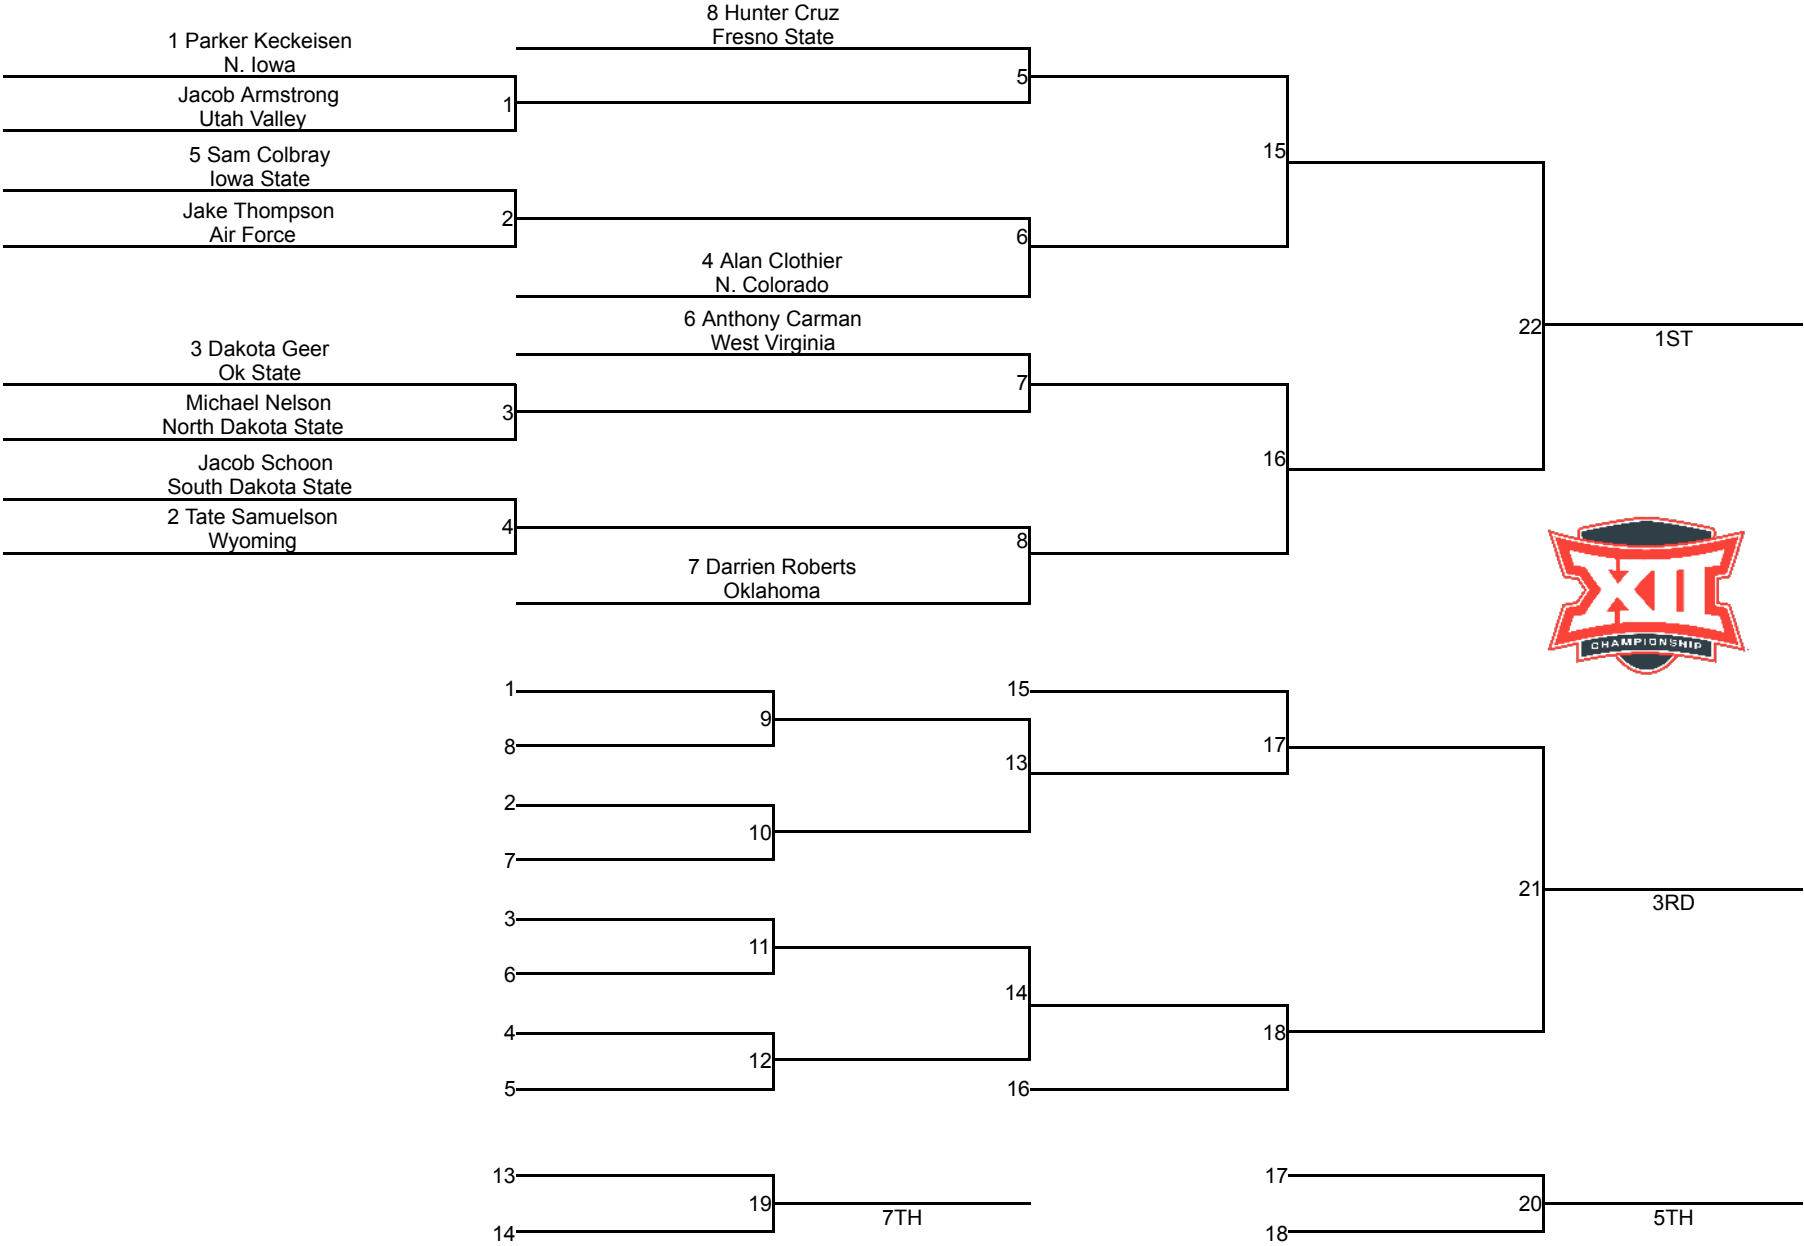 8 Hunter Cruz
Fresno State
1 Parker Keckeisen
N. Iowa
5
Jacob Armstrong
Utah Valley
1
5 Sam Colbray
Iowa State
15
Jake Thompson
Air Force
2
6
4 Alan Clothier
N. Colorado
6 Anthony Carman
West Virginia
22
1ST
3 Dakota Geer
Ok State
7
Michael Nelson
North Dakota State
3
Jacob Schoon
South Dakota State
16
2 Tate Samuelson
Wyoming
4
8
7 Darrien Roberts
Oklahoma
XII
CHAMPIONSHIP
1
15
9
8
17
13
2
10
7
21
3RD
3
11
6
14
4
18
12
5
16
13
17
19
7TH
20
5TH
14
18